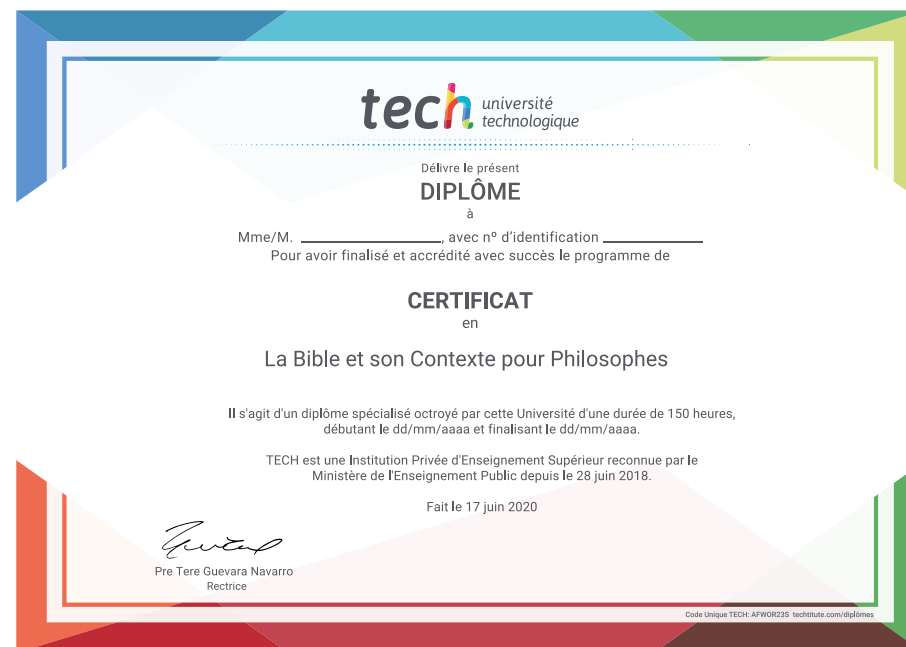 tech université
technologique
Délivre le présent
DIPLÔME
à
Mme/M. ____________________, avec nº d'identification ______________
Pour avoir finalisé et accrédité avec succès le programme de
CERTIFICAT
en
La Bible et son Contexte pour Philosophes
Il s'agit d'un diplôme spécialisé octroyé par cette Université d'une durée de 150 heures,
débutant le dd/mm/aaaa et finalisant le dd/mm/aaaa.
TECH est une Institution Privée d'Enseignement Supérieur reconnue par le
Ministère de l'Enseignement Public depuis le 28 juin 2018.
Fait le 17 juin 2020
Pre Tere Guevara Navarro
Rectrice
Code Unique TECH: AFWOR23S techtitute.com/diplômes